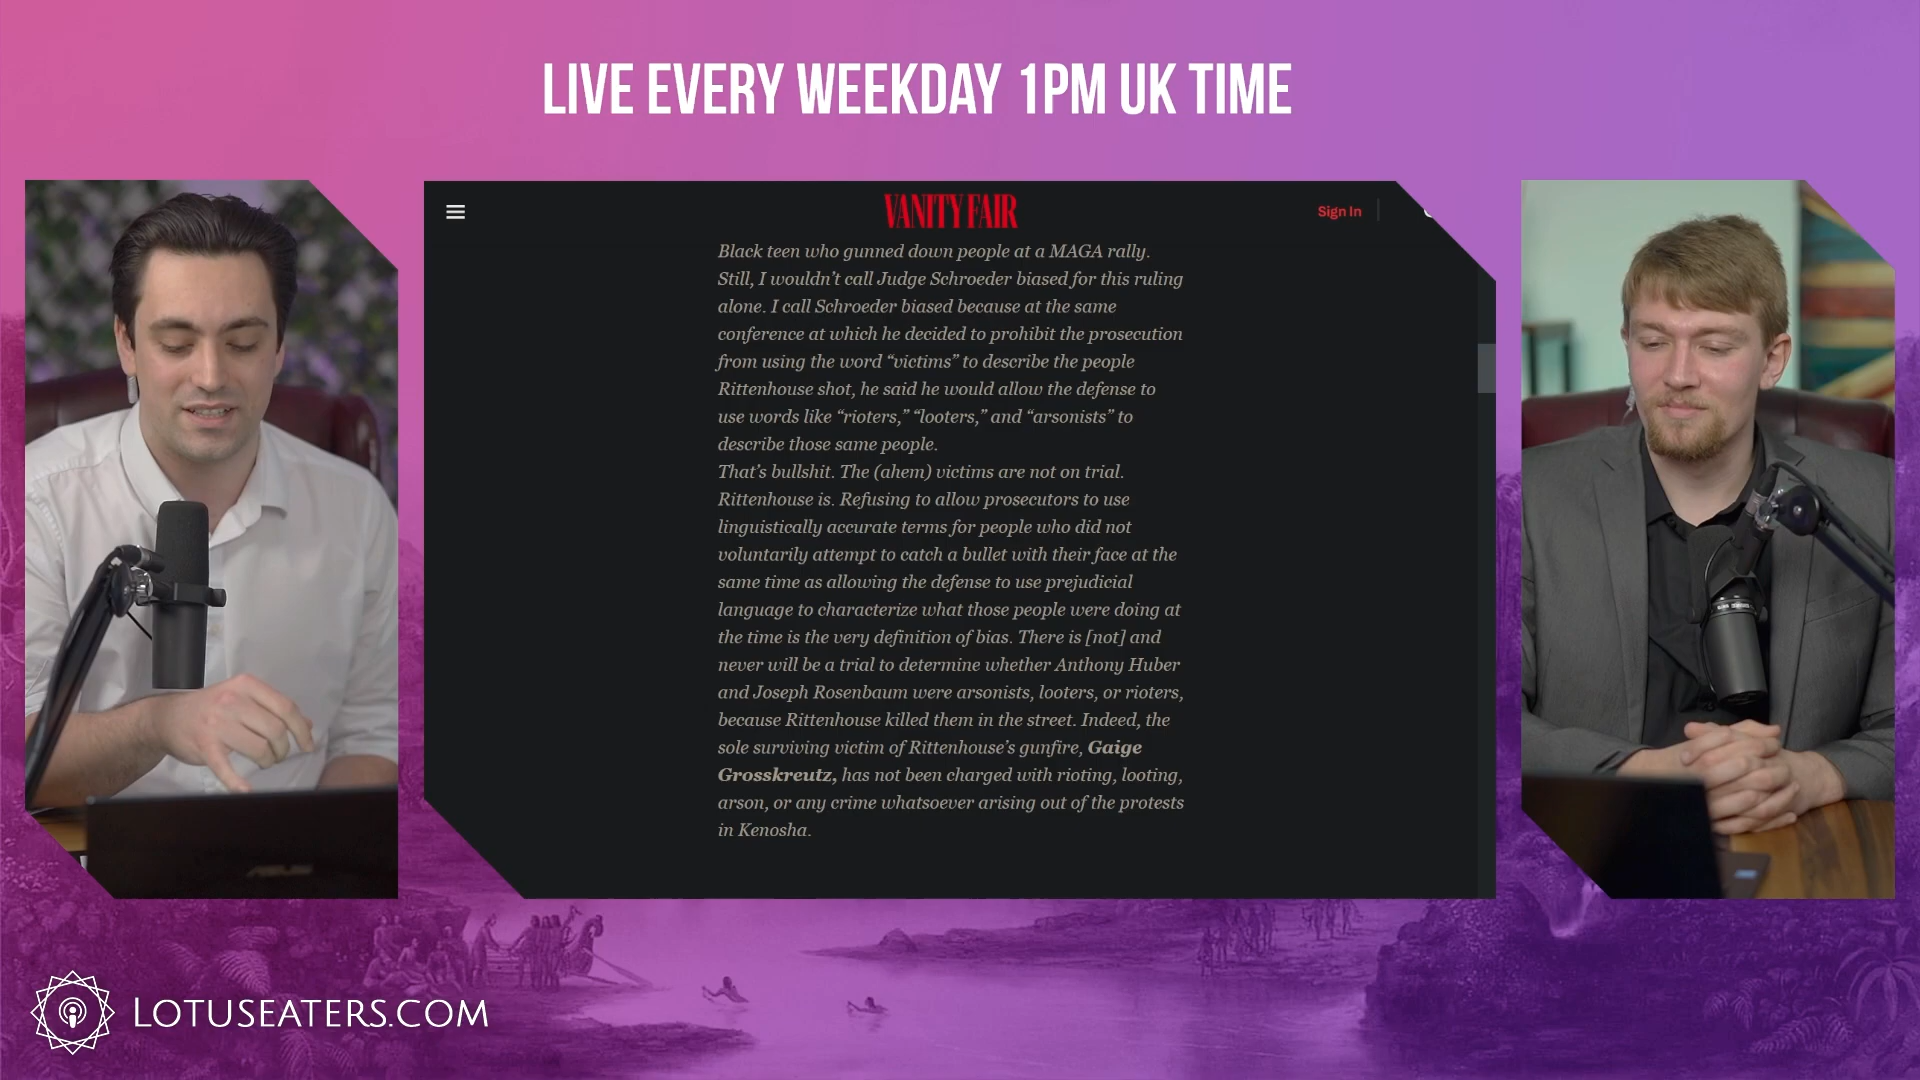 LIVE EVERY WEEKDAY 1PM UK TIME
VANITY FAIR
Sign In
Black teen who gunned down people at a MAGA rally.
Still, I wouldn’t call Judge Schroeder biased for this ruling
alone. I call Schroeder biased because at the same
conference at which he decided to prohibit the prosecution
from using the word “victims” to describe the people
Rittenhouse shot, he said he would allow the defense to
use words like “rioters,” “looters,” and “arsonists” to
describe those same people.
That’s bullshit. The (ahem) victims are not on trial.
Rittenhouse is. Refusing to allow prosecutors to use
linguistically accurate terms for people who did not
voluntarily attempt to catch a bullet with their face at the
same time as allowing the defense to use prejudicial
language to characterize what those people were doing at
the time is the very definition of bias. There is [not] and
never will be a trial to determine whether Anthony Huber
and Joseph Rosenbaum were arsonists, looters, or rioters,
because Rittenhouse killed them in the street. Indeed, the
sole surviving victim of Rittenhouse’s gunfire, Gaige
Grosskreutz, has not been charged with rioting, looting,
arson, or any crime whatsoever arising out of the protests
in Kenosha.
LOTUSEATERS.COM